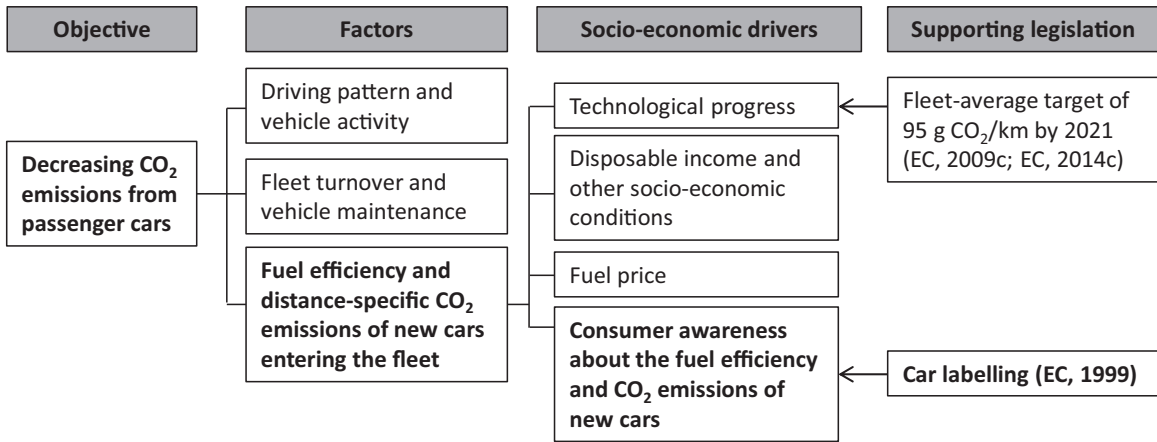 Objective
Factors
Socio-economic drivers
Supporting legislation
Decreasing CO₂
emissions from
passenger cars
Driving pattern and
vehicle activity
Fleet turnover and
vehicle maintenance
Fuel efficiency and
distance-specific CO₂
emissions of new cars
entering the fleet
Technological progress
Disposable income and
other socio-economic
conditions
Fuel price
Consumer awareness
about the fuel efficiency
and CO₂ emissions of
new cars
Fleet-average target of
95 g CO₂/km by 2021
(EC, 2009c; EC, 2014c)
Car labelling (EC, 1999)